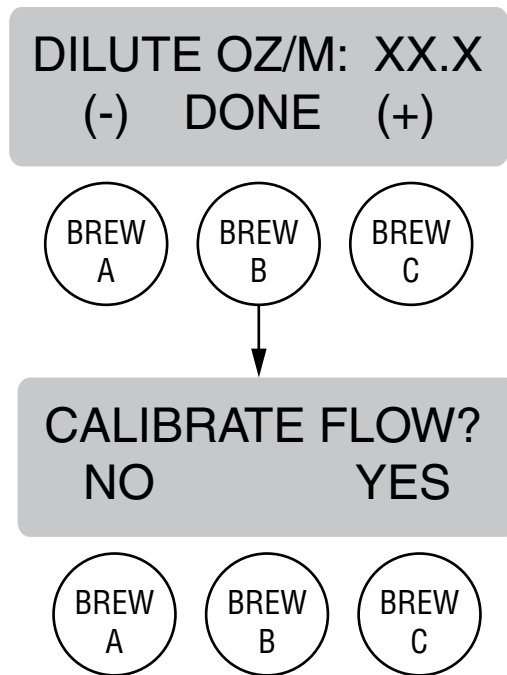 DILUTE OZ/M: XX.X
(-) DONE (+)
BREW BREW BREW
A B C
CALIBRATE FLOW?
NO YES
BREW BREW BREW
A B C